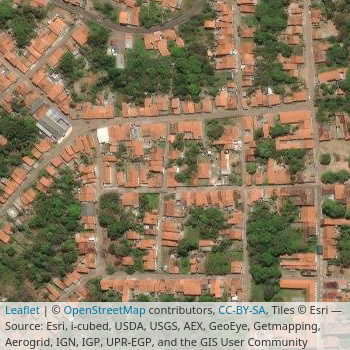 Leaflet | © OpenStreetMap contributors, CC-BY-SA, Tiles © Esri —
Source: Esri, i-cubed, USDA, USGS, AEX, GeoEye, Getmapping,
Aerogrid, IGN, IGP, UPR-EGP, and the GIS User Community